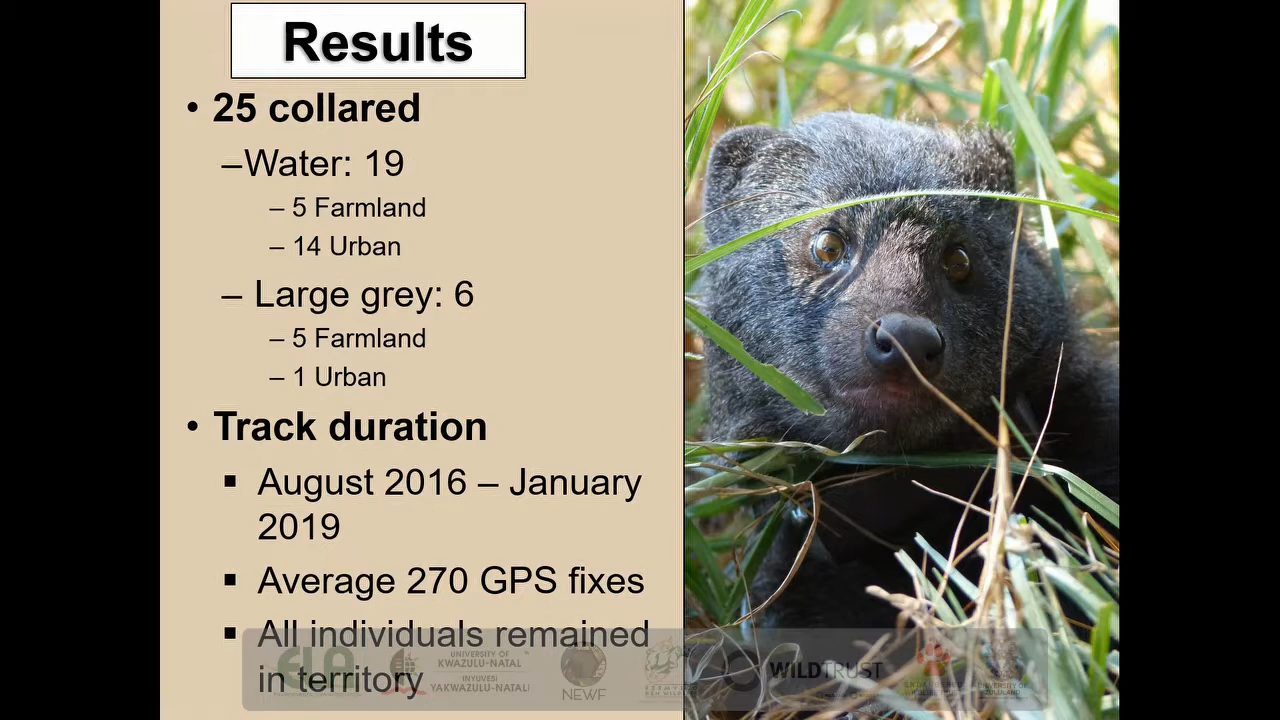 Results
• 25 collared
–Water: 19
– 5 Farmland
– 14 Urban
– Large grey: 6
– 5 Farmland
– 1 Urban
• Track duration
▪ August 2016 – January
2019
▪ Average 270 GPS fixes
▪ All individuals remained
in territory
ELA
UNIVERSITY OF
KWAZULU-NATAL
INYUVESI
YAKWAZULU-NATALI
NEWF
WILDTRUST